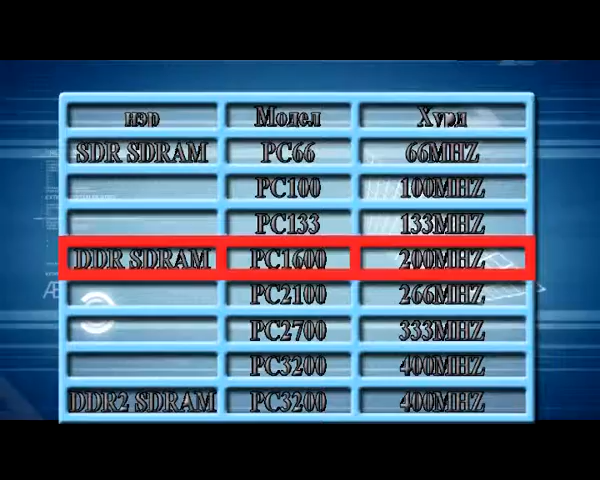 нэр Модел Хурд
SDR SDRAM PC66 66MHZ
PC100 100MHZ
PC133 133MHZ
DDR SDRAM PC1600 200MHZ
PC2100 266MHZ
PC2700 333MHZ
PC3200 400MHZ
DDR2 SDRAM PC3200 400MHZ